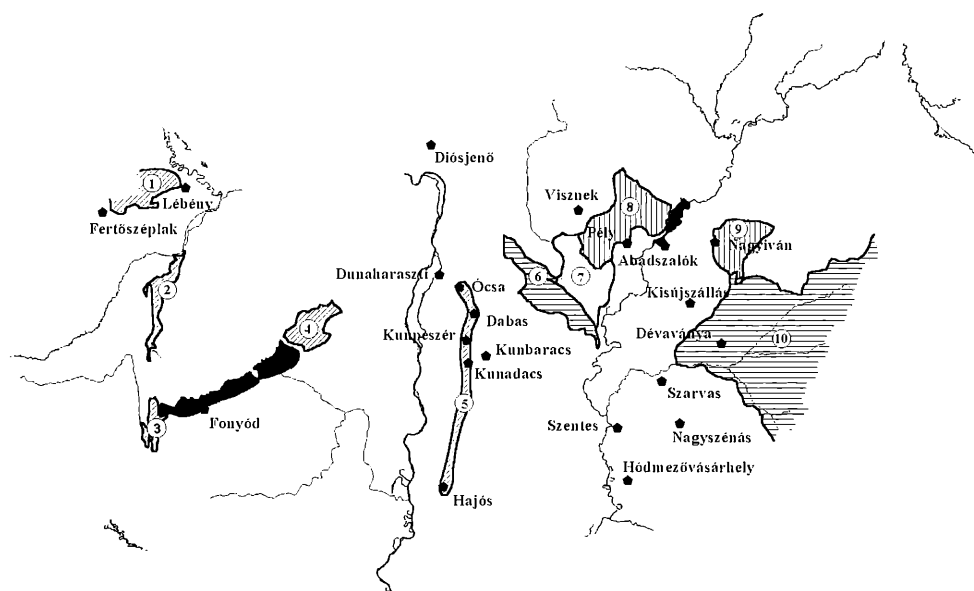 Diósjenő
1
Lébény
Fertőszéplak
Visznek
8
Pély
9
Nagyiván
Abádszalók
Dunaharaszti
6
7
2
Ócsa
Kisújszállás
Dabas
4
Kunpeszér
Kunbaracs
Dévaványa
10
Kunadacs
Szarvas
5
Fonyód
3
Szentes
Nagyszénás
Hódmezővásárhely
Hajós